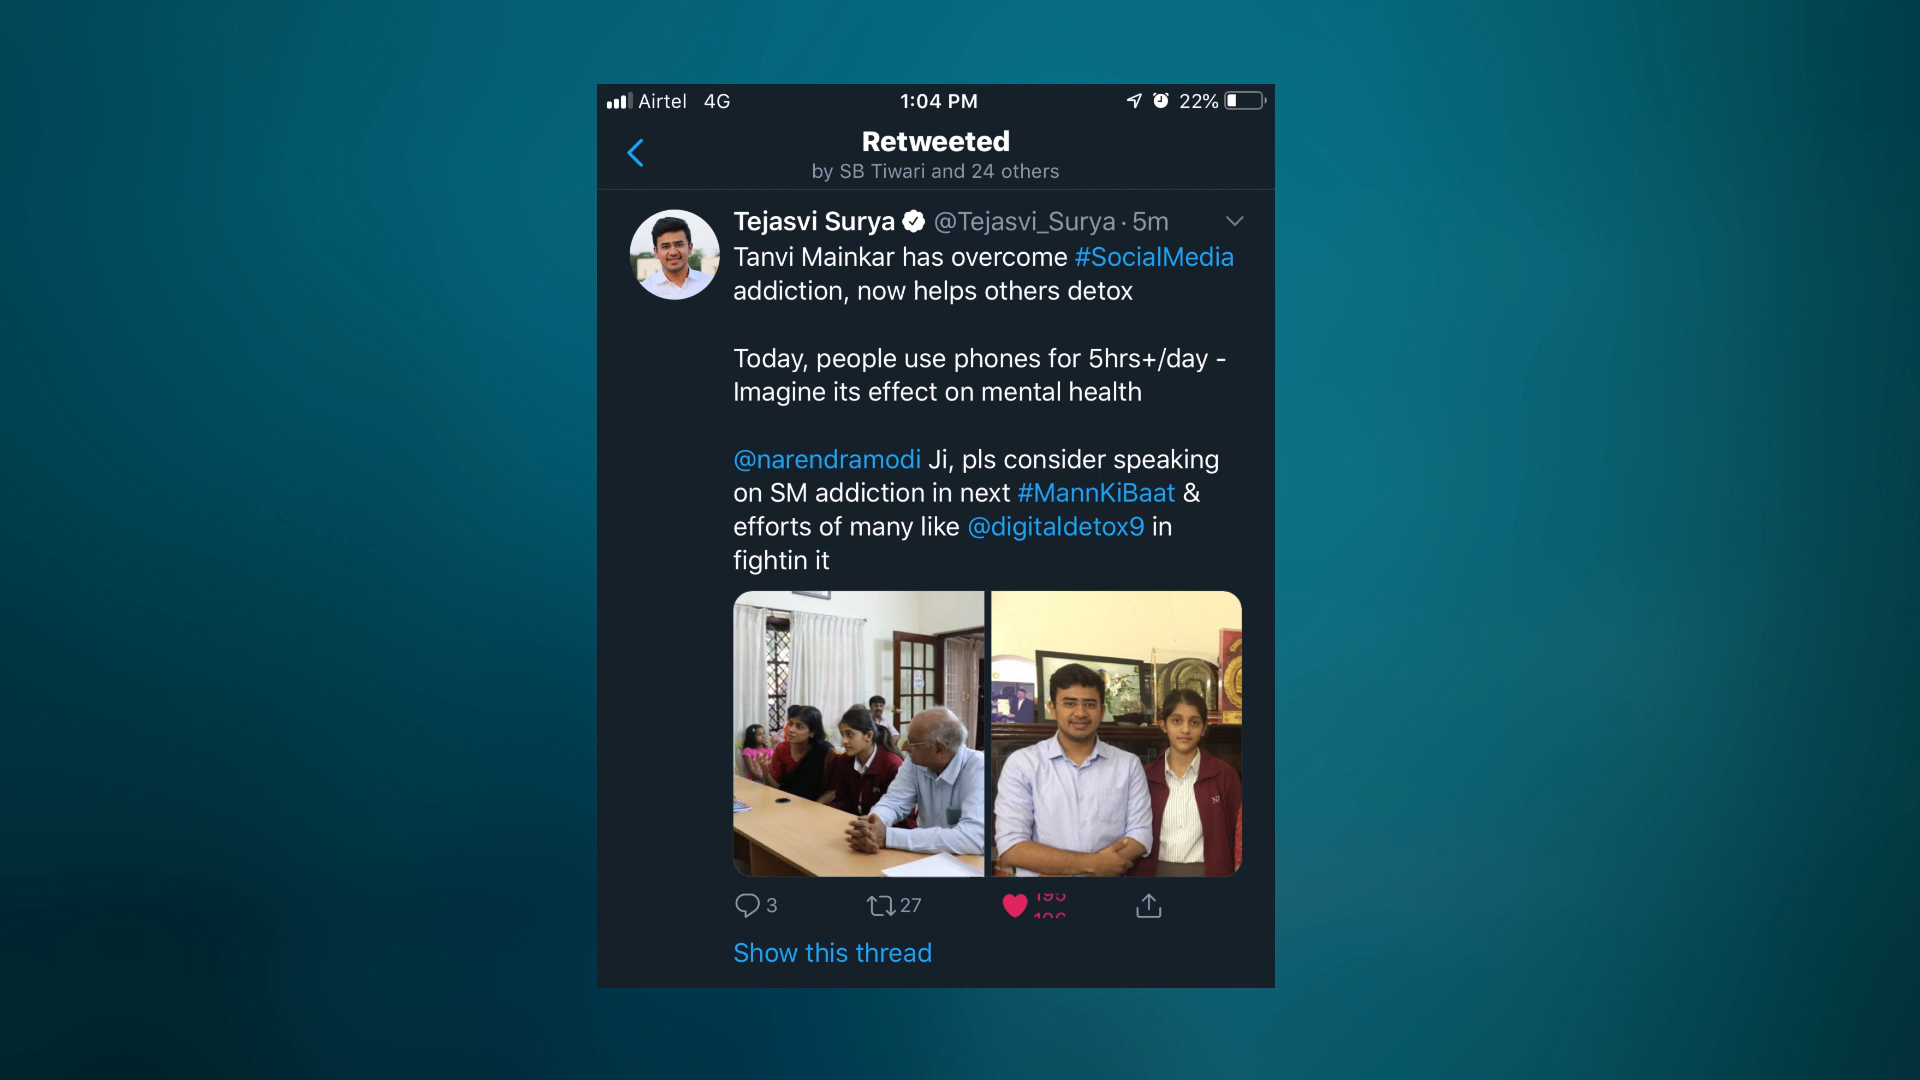 Airtel 4G 1:04 PM 22%
Retweeted
by SB Tiwari and 24 others
Tejasvi Surya @Tejasvi_Surya · 5m
Tanvi Mainkar has overcome #SocialMedia
addiction, now helps others detox
Today, people use phones for 5hrs+/day -
Imagine its effect on mental health
@narendramodi Ji, pls consider speaking
on SM addiction in next #MannKiBaat &
efforts of many like @digitaldetox9 in
fightin it
3 27
Show this thread